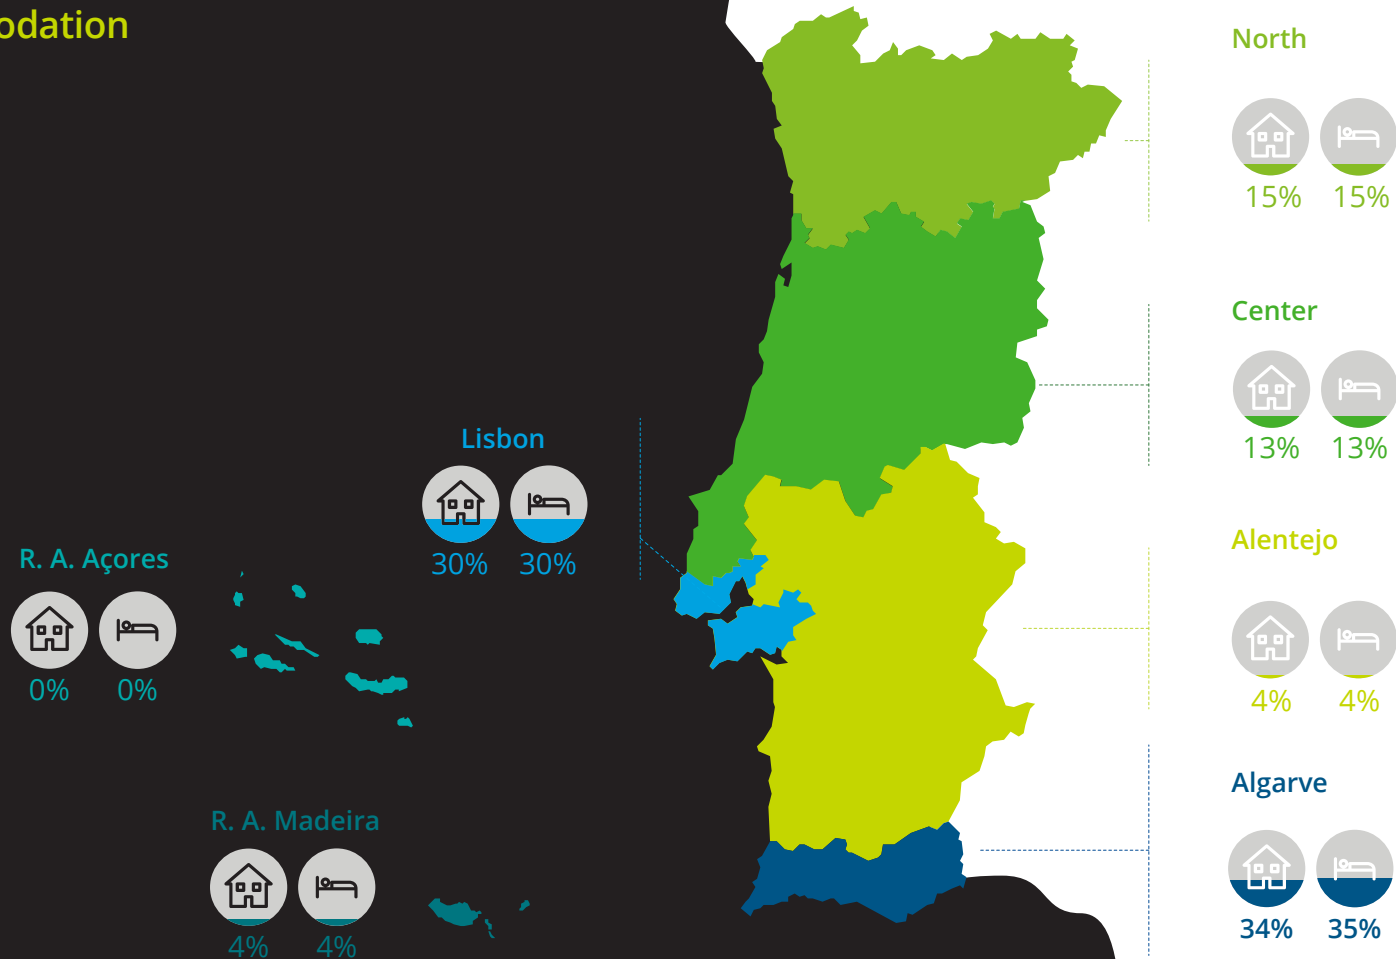 odation
North
15% 15%
Center
13% 13%
Lisbon
30% 30%
Alentejo
4% 4%
R. A. Açores
0% 0%
Algarve
34% 35%
R. A. Madeira
4% 4%